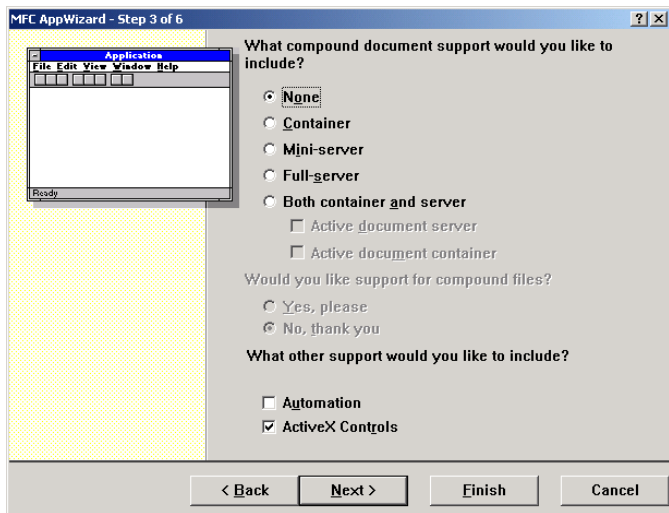 MFC AppWizard - Step 3 of 6
Application
File Edit View Window Help
Ready
What compound document support would you like to
include?
None
Container
Mini-server
Full-server
Both container and server
Active document server
Active document container
Would you like support for compound files?
Yes, please
No, thank you
What other support would you like to include?
Automation
ActiveX Controls
< Back Next > Finish Cancel